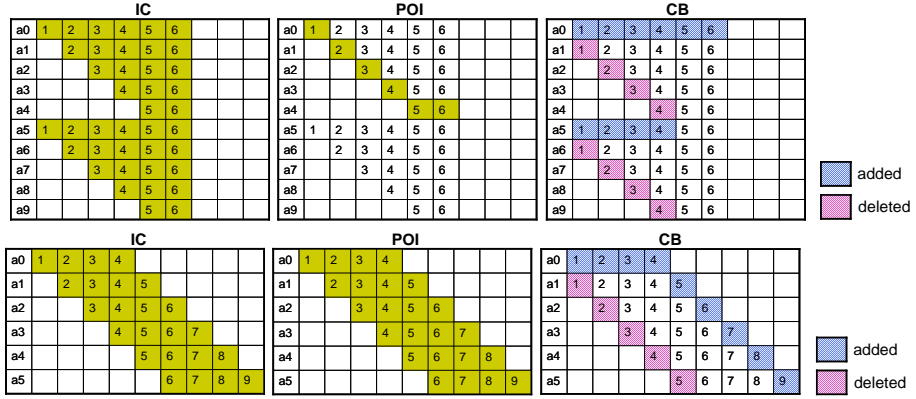 IC POI CB
a0 1 2 3 4 5 6 a0 1 2 3 4 5 6 a0 1 2 3 4 5 6
a1 2 3 4 5 6 a1 2 3 4 5 6 a1 1 2 3 4 5 6
a2 3 4 5 6 a2 3 4 5 6 a2 2 3 4 5 6
a3 4 5 6 a3 4 5 6 a3 3 4 5 6
a4 5 6 a4 5 6 a4 4 5 6
a5 1 2 3 4 5 6 a5 1 2 3 4 5 6 a5 1 2 3 4 5 6
a6 2 3 4 5 6 a6 2 3 4 5 6 a6 1 2 3 4 5 6
a7 3 4 5 6 a7 3 4 5 6 a7 2 3 4 5 6
a8 4 5 6 a8 4 5 6 a8 3 4 5 6
a9 5 6 a9 5 6 a9 4 5 6
added
deleted
IC POI CB
a0 1 2 3 4 a0 1 2 3 4 a0 1 2 3 4
a1 2 3 4 5 a1 2 3 4 5 a1 1 2 3 4 5
a2 3 4 5 6 a2 3 4 5 6 a2 2 3 4 5 6
a3 4 5 6 7 a3 4 5 6 7 a3 3 4 5 6 7
a4 5 6 7 8 a4 5 6 7 8 a4 4 5 6 7 8
a5 6 7 8 9 a5 6 7 8 9 a5 5 6 7 8 9
added
deleted